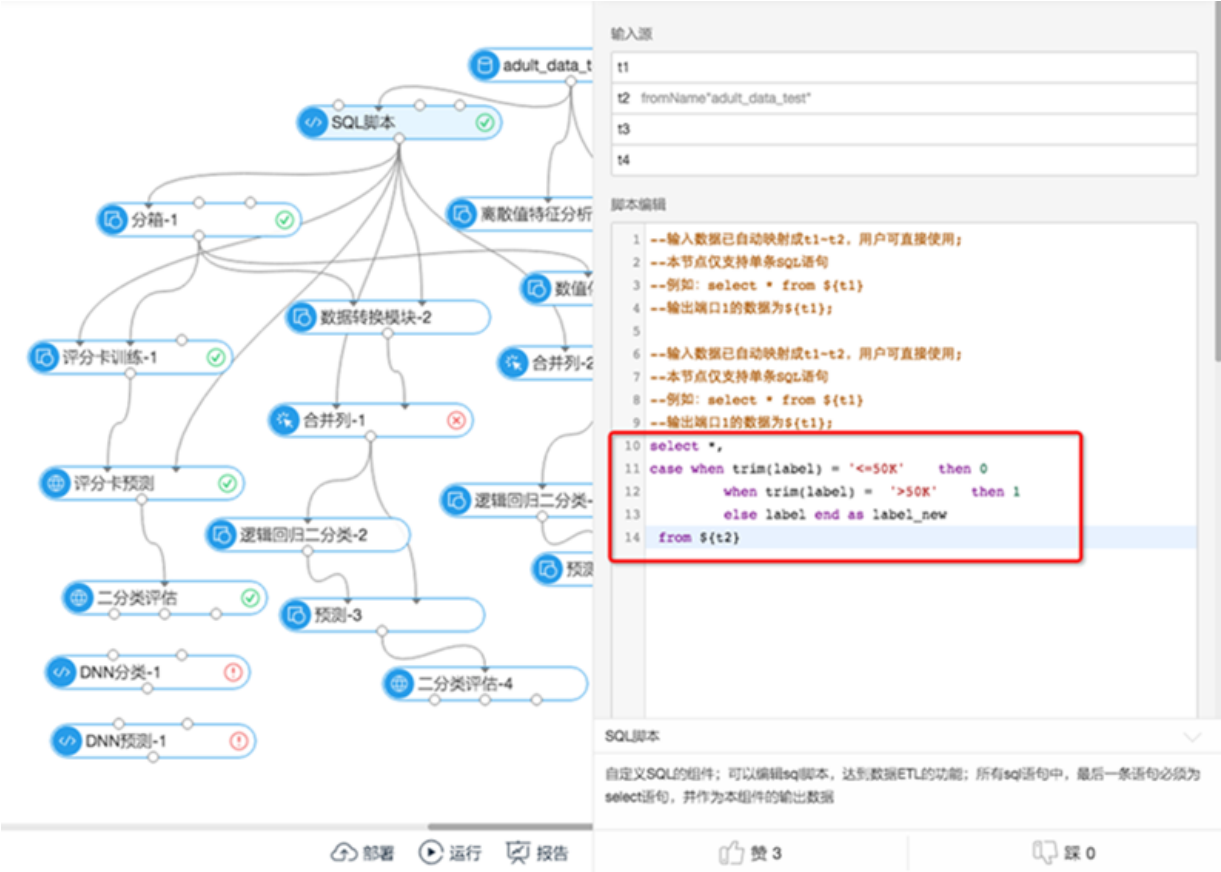 adult_data_t
SQL脚本
分箱-1
离散值特征分析
数值化
数据转换模块-2
评分卡训练-1
合并列-2
合并列-1
评分卡预测
逻辑回归二分类-
逻辑回归二分类-2
预测
二分类评估
预测-3
DNN分类-1
二分类评估-4
DNN预测-1
部署
运行
报告
输入源
t1
t2 fromName"adult_data_test"
t3
t4
脚本编辑
1 --输入数据已自动映射成t1~t2，用户可直接使用;
2 --本节点仅支持单条SQL语句
3 --例如: select * from ${t1}
4 --输出端口1的数据为${t1};
5
6 --输入数据已自动映射成t1~t2，用户可直接使用;
7 --本节点仅支持单条SQL语句
8 --例如: select * from ${t1}
9 --输出端口1的数据为${t1};
10 select *,
11 case when trim(label) = '<=50K' then 0
12 when trim(label) = '>50K' then 1
13 else label end as label_new
14 from ${t2}
SQL脚本
自定义SQL的组件；可以编辑sql脚本，达到数据ETL的功能；所有sql语句中，最后一条语句必须为
select语句，并作为本组件的输出数据
赞 3
踩 0